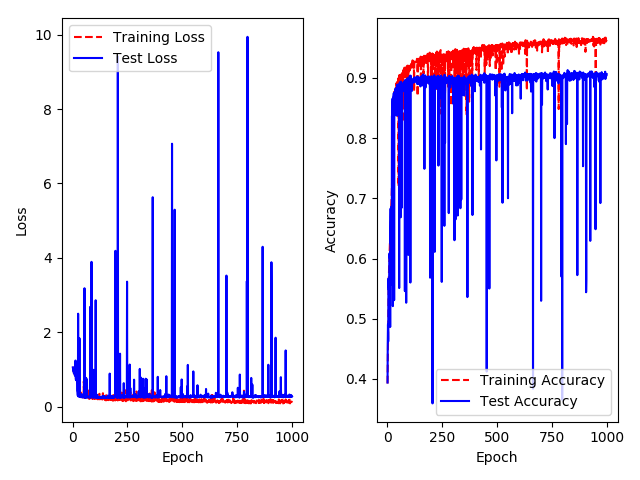 Training Loss
Test Loss
10
8
6
4
2
0
0 250 500 750 1000
Epoch
Loss
0.9
0.8
0.7
0.6
0.5
0.4
Training Accuracy
Test Accuracy
0 250 500 750 1000
Epoch
Accuracy